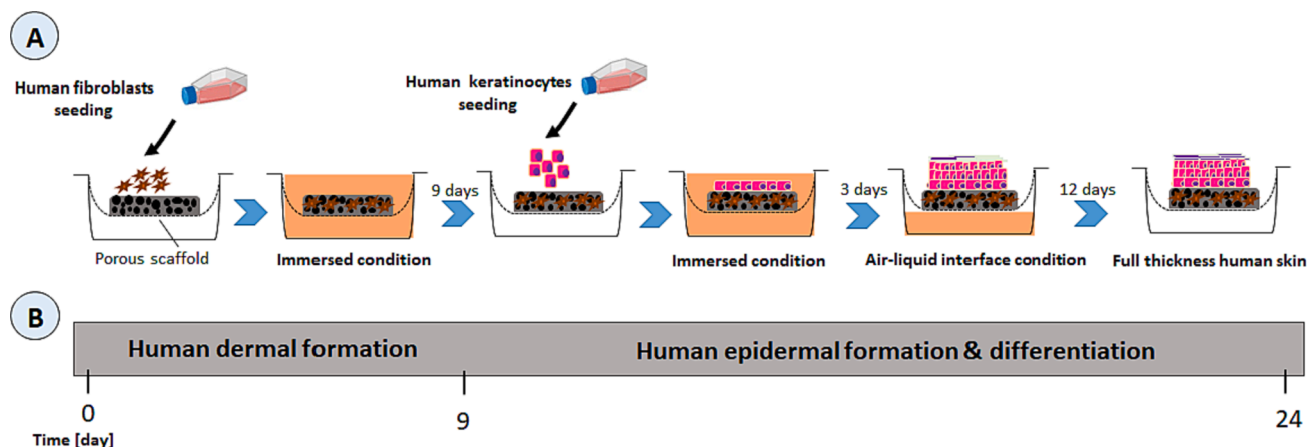 A
Human fibroblasts
seeding
Human keratinocytes
seeding
9 days
3 days
12 days
Porous scaffold
Immersed condition
Immersed condition
Air-liquid interface condition
Full thickness human skin
B
Human dermal formation
Human epidermal formation & differentiation
0
9
24
Time [day]